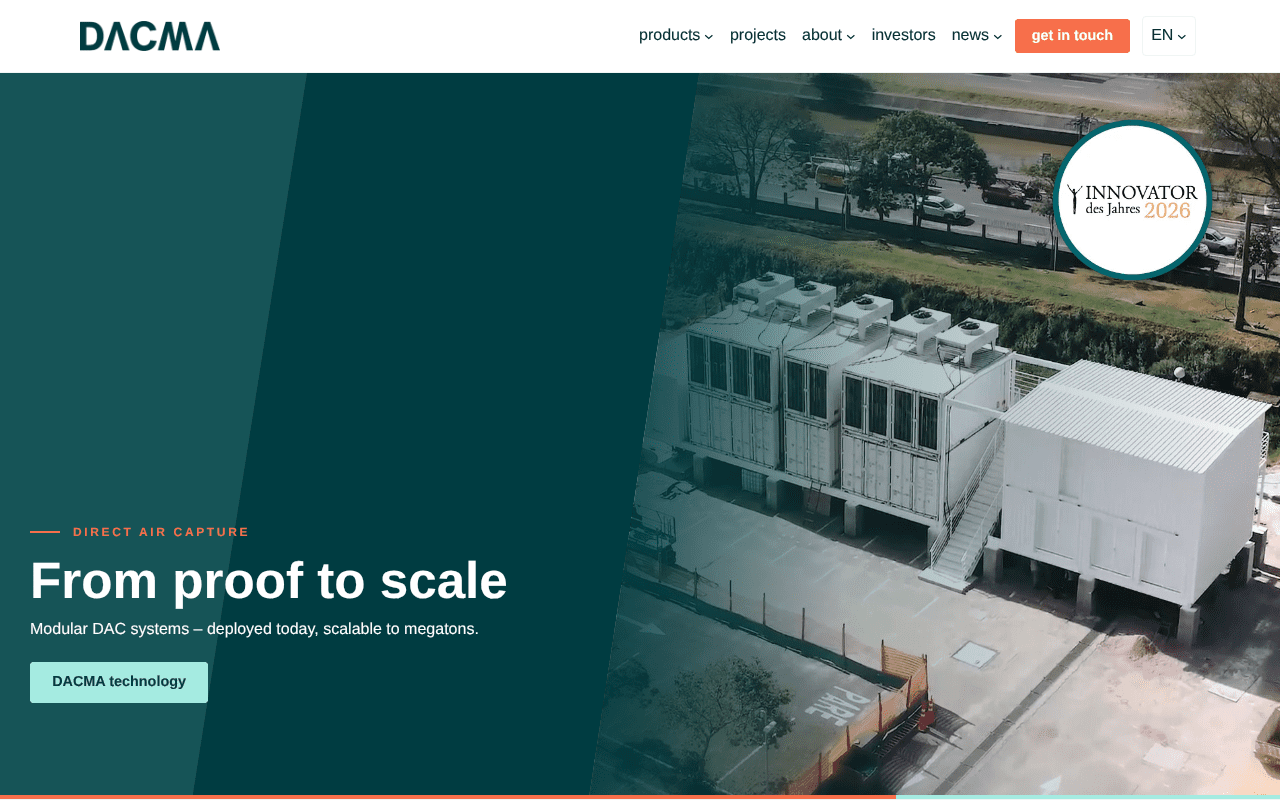 DACMA
products
projects
about
investors
news
get in touch
EN
INNOVATOR
des Jahres 2026
DIRECT AIR CAPTURE
From proof to scale
Modular DAC systems – deployed today, scalable to megatons.
DACMA technology
PARE